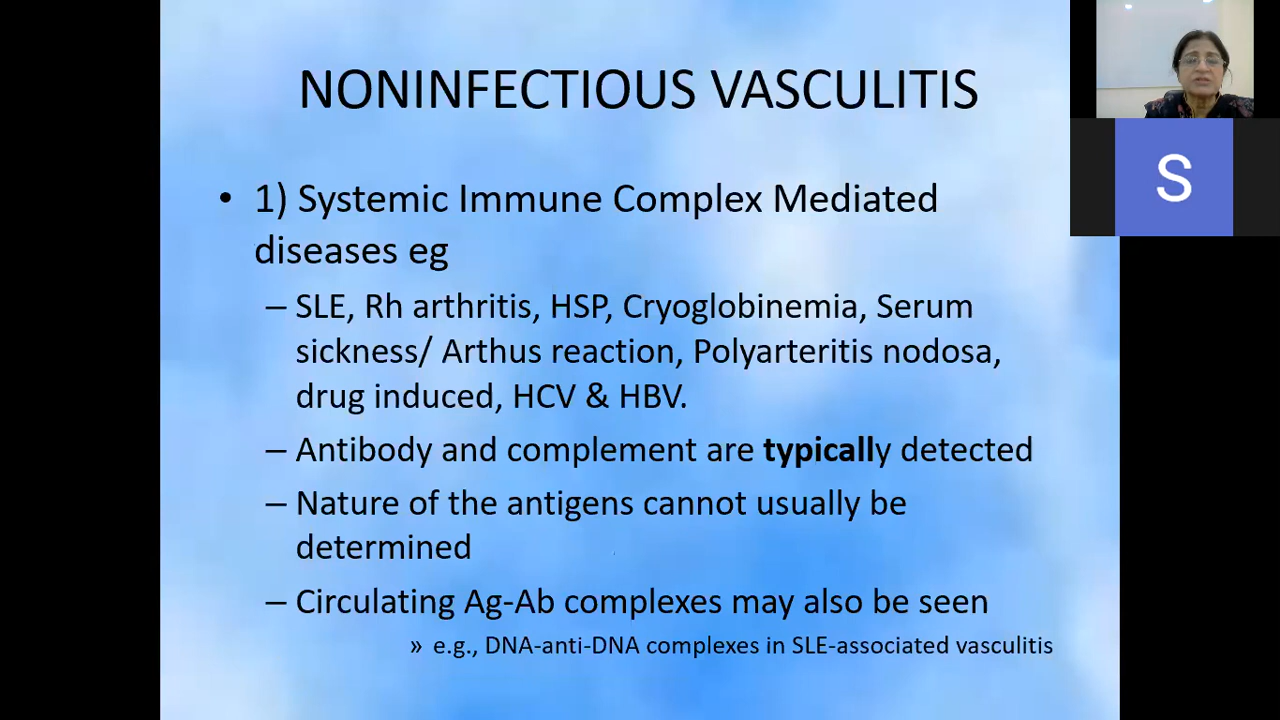 NONINFECTIOUS VASCULITIS
• 1) Systemic Immune Complex Mediated
diseases eg
– SLE, Rh arthritis, HSP, Cryoglobinemia, Serum
sickness/ Arthus reaction, Polyarteritis nodosa,
drug induced, HCV & HBV.
– Antibody and complement are typically detected
– Nature of the antigens cannot usually be
determined
– Circulating Ag-Ab complexes may also be seen
» e.g., DNA-anti-DNA complexes in SLE-associated vasculitis
S